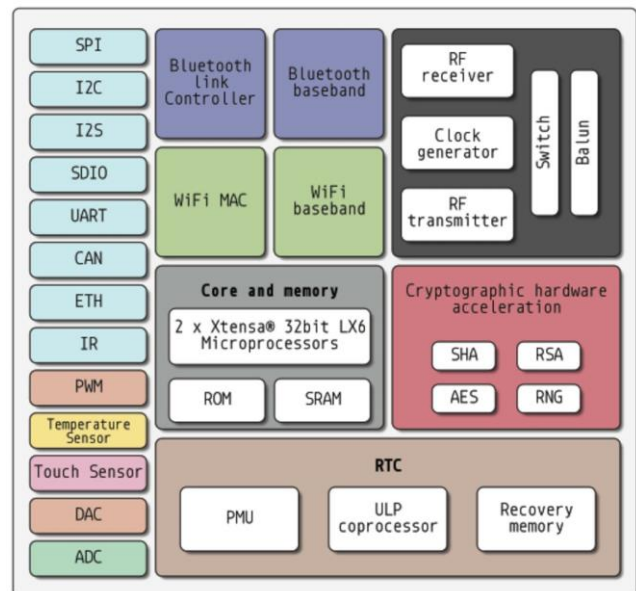 SPI
I2C
I2S
SDIO
UART
CAN
ETH
IR
PWM
Temperature
Sensor
Touch Sensor
DAC
ADC
Bluetooth
link
Controller
Bluetooth
baseband
WiFi MAC
WiFi
baseband
RF
receiver
Clock
generator
RF
transmitter
Switch
Balun
Core and memory
2 x Xtensa® 32bit LX6
Microprocessors
ROM
SRAM
Cryptographic hardware
acceleration
SHA
RSA
AES
RNG
RTC
PMU
ULP
coprocessor
Recovery
memory